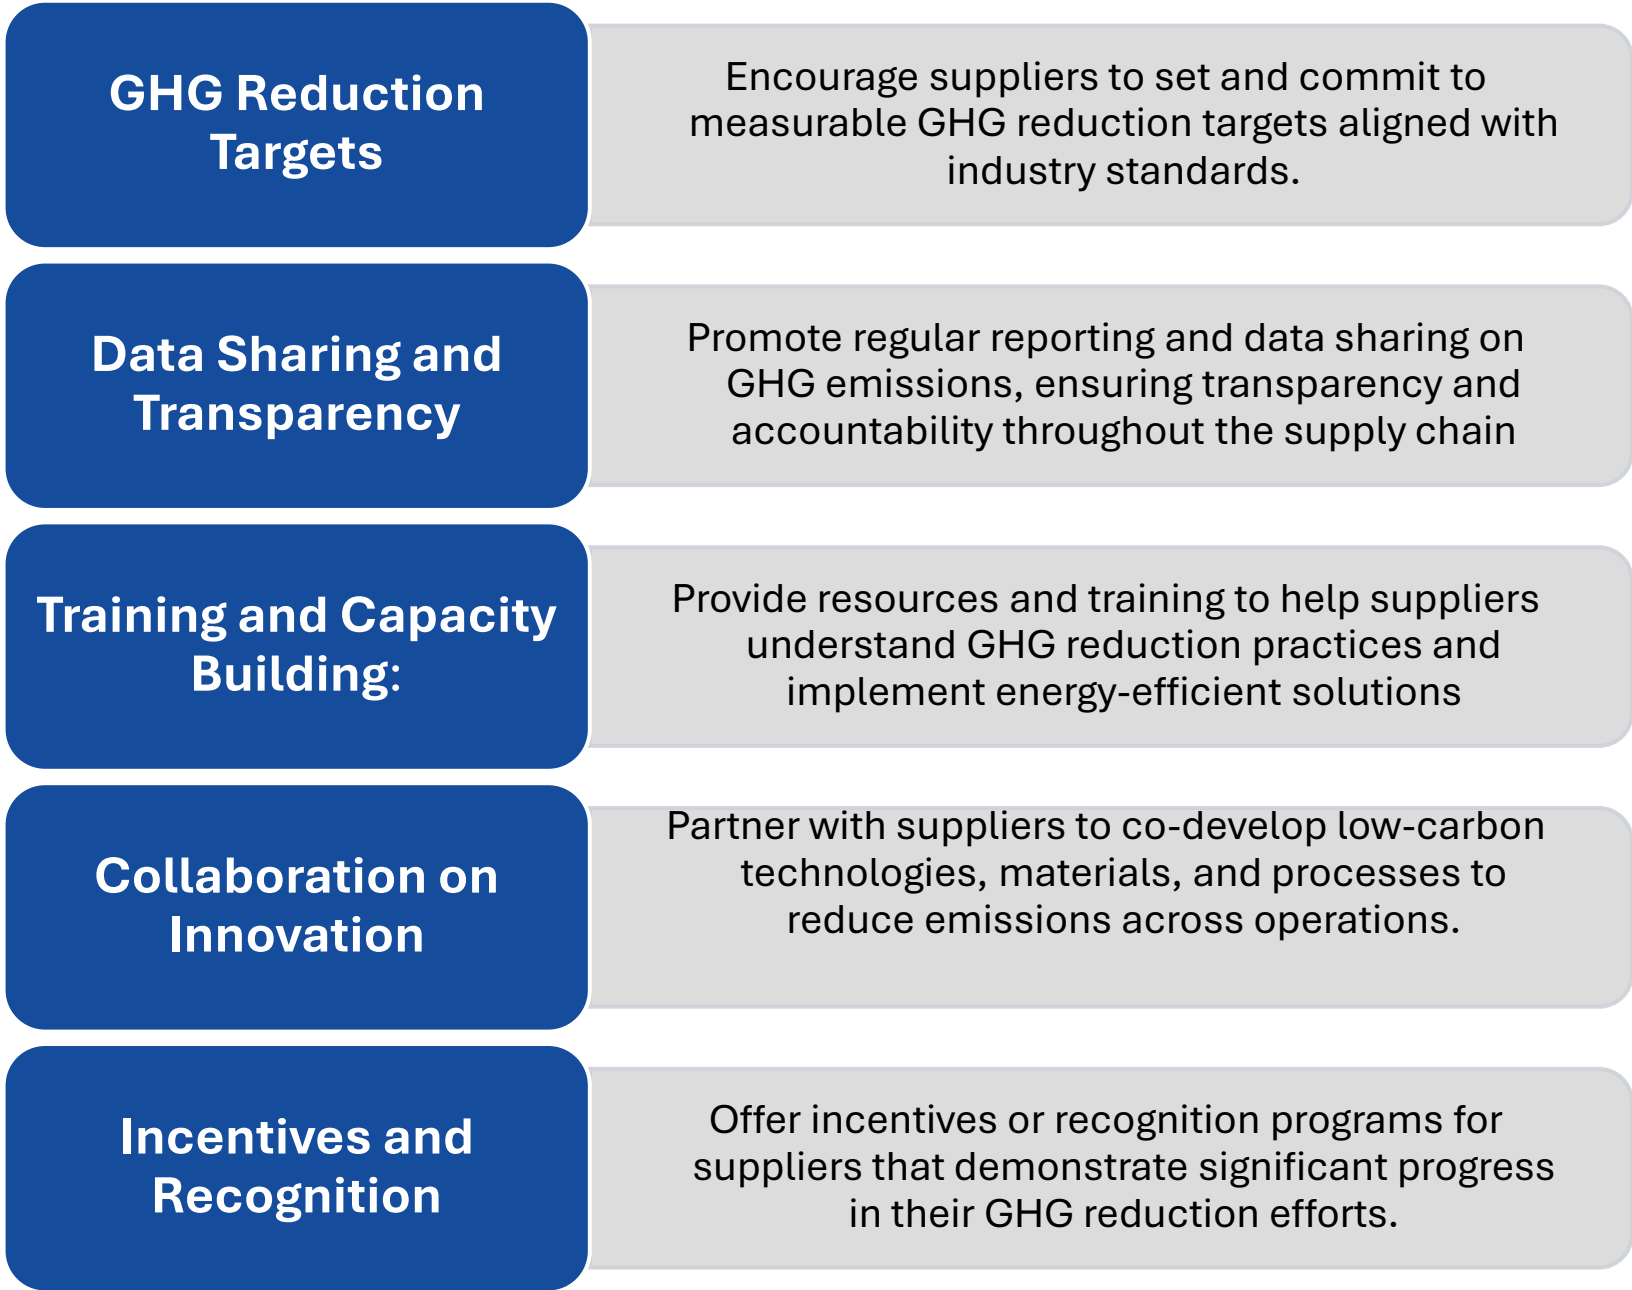 GHG Reduction
Targets
Encourage suppliers to set and commit to
measurable GHG reduction targets aligned with
industry standards.
Data Sharing and
Transparency
Promote regular reporting and data sharing on
GHG emissions, ensuring transparency and
accountability throughout the supply chain
Training and Capacity
Building:
Provide resources and training to help suppliers
understand GHG reduction practices and
implement energy-efficient solutions
Collaboration on
Innovation
Partner with suppliers to co-develop low-carbon
technologies, materials, and processes to
reduce emissions across operations.
Incentives and
Recognition
Offer incentives or recognition programs for
suppliers that demonstrate significant progress
in their GHG reduction efforts.